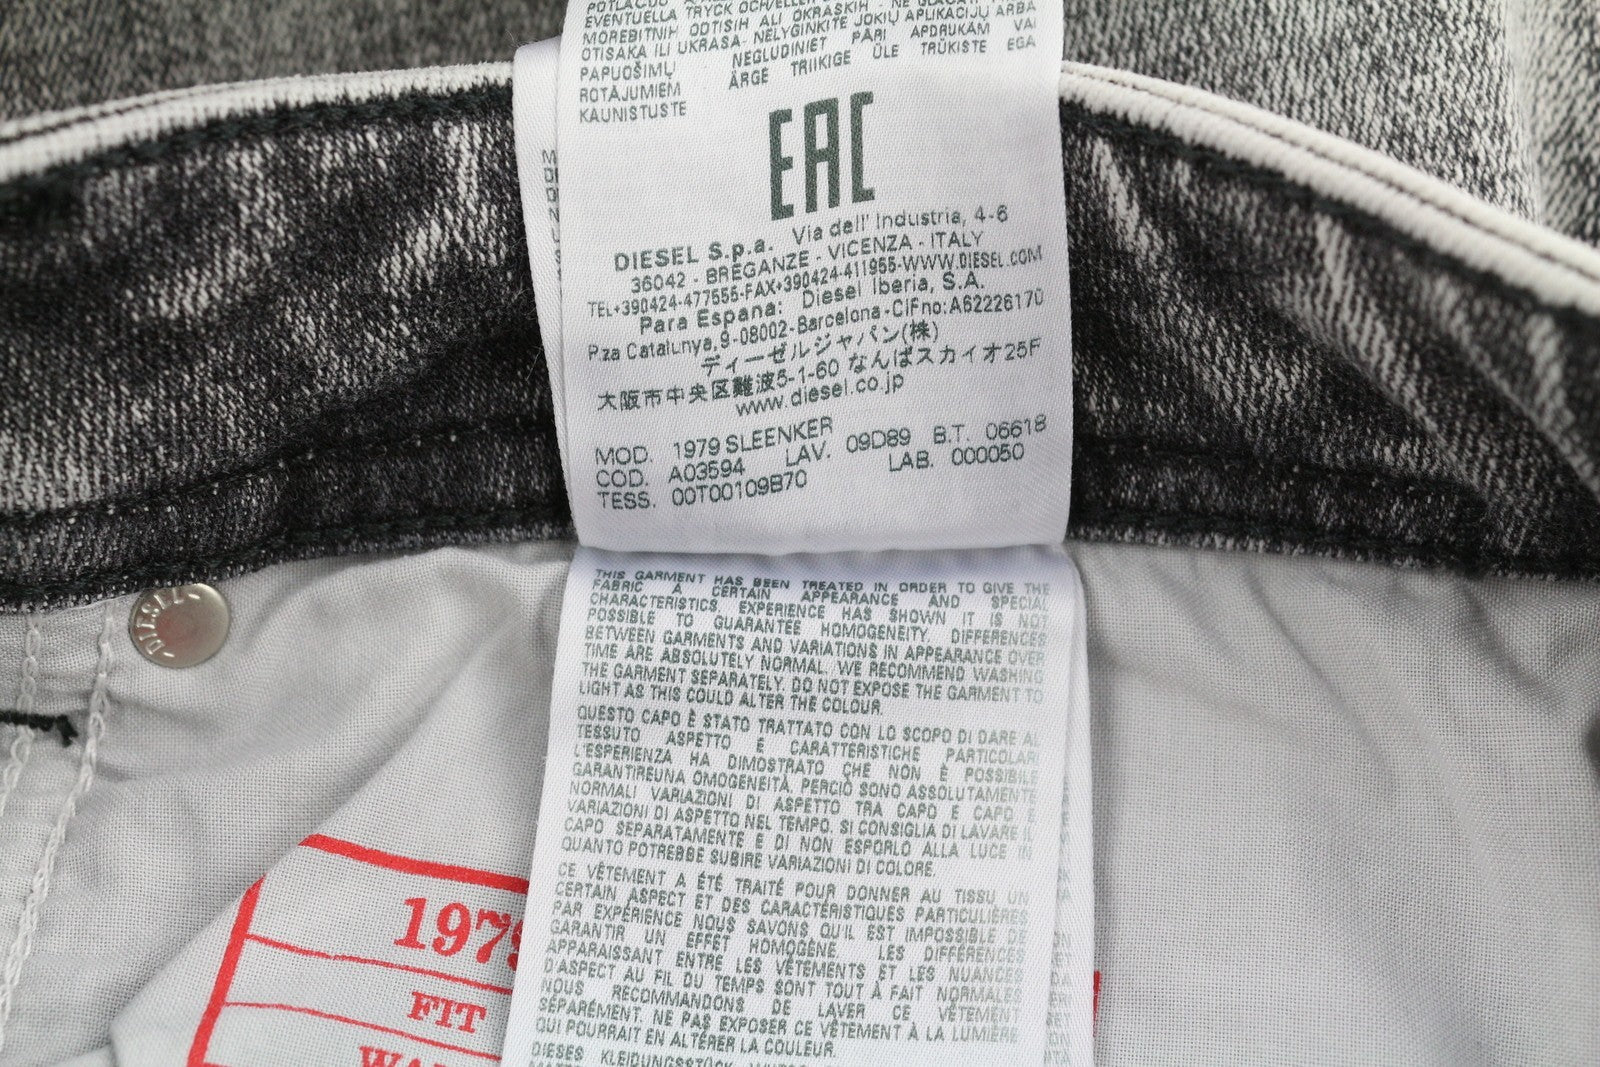 EVENTUELLA TRYCK OCH/ELLER
MOREBITNIH ODTISIH ALI OKRASKIH - NE
OTISAKA ILI UKRASA - NELYGINKITE JOKIŲ APLIKACIJŲ ARBA
PAPUOŠIMŲ NEGLUDINIET PĀRI APDRUKĀM VAI
ROTĀJUMIEM ÄRGE TRIIKIGE ÜLE TRÜKISTE EGA
KAUNISTUSTE
EAC
DIESEL S.p.a. Via dell' Industria, 4-6
36042 - BREGANZE - VICENZA - ITALY
TEL+390424-477555-FAX+390424-411955-WWW.DIESEL.COM
Para Espana: Diesel Iberia, S.A.
P.za Catalunya, 9-08002-Barcelona-CIFno:A62226170
ディーゼルジャパン(株)
大阪市中央区難波5-1-60 なんばスカイオ25F
www.diesel.co.jp
MOD. 1979 SLEENKER
COD. A03594 LAV. 09D89 B.T. 06618
TESS. 00T00109B70 LAB. 000050
THIS GARMENT HAS BEEN TREATED IN ORDER TO GIVE THE
FABRIC A CERTAIN APPEARANCE AND SPECIAL
CHARACTERISTICS. EXPERIENCE HAS SHOWN IT IS NOT
POSSIBLE TO GUARANTEE HOMOGENEITY. DIFFERENCES
BETWEEN GARMENTS AND VARIATIONS IN APPEARANCE OVER
TIME ARE ABSOLUTELY NORMAL. WE RECOMMEND WASHING
THE GARMENT SEPARATELY. DO NOT EXPOSE THE GARMENT TO
LIGHT AS THIS COULD ALTER THE COLOUR.
QUESTO CAPO È STATO TRATTATO CON LO SCOPO DI DARE AL
TESSUTO ASPETTO E CARATTERISTICHE PARTICOLARI
L'ESPERIENZA HA DIMOSTRATO CHE NON È POSSIBILE
GARANTIREUNA OMOGENEITÀ. PERCIÒ SONO ASSOLUTAMENTE
NORMALI VARIAZIONI DI ASPETTO TRA CAPO E CAPO E
VARIAZIONI DI ASPETTO NEL TEMPO. SI CONSIGLIA DI LAVARE IL
CAPO SEPARATAMENTE E DI NON ESPORLO ALLA LUCE IN
QUANTO POTREBBE SUBIRE VARIAZIONI DI COLORE.
CE VÊTEMENT A ÉTÉ TRAITÉ POUR DONNER AU TISSU UN
CERTAIN ASPECT ET DES CARACTÉRISTIQUES PARTICULIÈRES
PAR EXPÉRIENCE NOUS SAVONS QU'IL EST IMPOSSIBLE DE
GARANTIR UN EFFET HOMOGÈNE. LES DIFFÉRENCES
APPARAISSANT ENTRE LES VÊTEMENTS ET LES NUANCES
D'ASPECT AU FIL DU TEMPS SONT TOUT À FAIT NORMALES
NOUS RECOMMANDONS DE LAVER CE VÊTEMENT
SÉPARÉMENT. NE PAS EXPOSER CE VÊTEMENT À LA LUMIÈRE
QUI POURRAIT EN ALTÉRER LA COULEUR.
DIESES KLEIDUNGSSTÜCK
DIESEL
1979
FIT